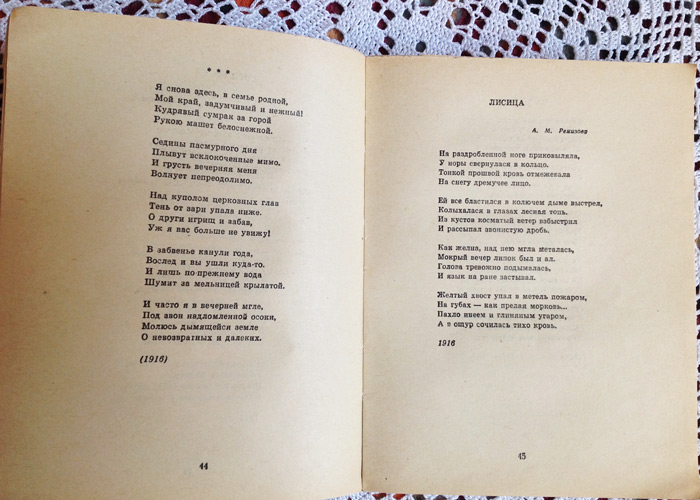 * * *
Я снова здесь, в семье родной,
Мой край, задумчивый и нежный!
Кудрявый сумрак за горой
Рукою машет белоснежной.
Седины пасмурного дня
Плывут всклокоченные мимо.
И грусть вечерняя меня
Волнует непреодолимо.
Над куполом церковных глав
Тень от зари упала ниже.
О други игрищ и забав,
Уж я вас больше не увижу!
В забвенье канули года,
Вослед и вы ушли куда-то.
И лишь по-прежнему вода
Шумит за мельницей крылатой.
И часто я в вечерней мгле,
Под звон надломленной осоки,
Молюсь дымящейся земле
О невозвратных и далеких.
(1916)
44
ЛИСИЦА
А. М. Ремизову
На раздробленной ноге приковыляла,
У норы свернулася в кольцо.
Тонкой прошвой кровь отмежевала
На снегу дремучее лицо.
Ей все бластился в колючем дыме выстрел,
Колыхалася в глазах лесная топь.
Из кустов косматый ветер взбыстрил
И рассыпал звонистую дробь.
Как желна, над нею мгла металась,
Мокрый вечер липок был и ал.
Голова тревожно подымалась,
И язык на ране застывал.
Желтый хвост упал в метель пожаром,
На губах — как прелая морковь...
Пахло инеем и глиняным угаром,
А в ощур сочилась тихо кровь.
1916
45